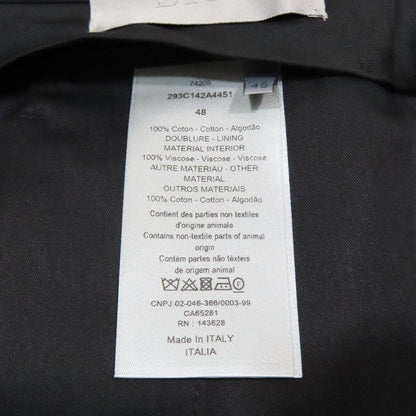 74205
46
293C142A4451
48
100% Coton - Cotton - Algodão
DOUBLURE - LINING
MATERIAL INTERIOR
100% Viscose - Viscose - Viscose
AUTRE MATERIAU - OTHER
MATERIAL
OUTROS MATERIAIS
100% Coton - Cotton - Algodão
Contient des parties non textiles
d'origine animale
Contains non-textile parts of animal
origin
Contém partes não têxteis
de origem animal
CNPJ 02-046-366/0003-99
CA65281
RN : 143628
Made in ITALY
ITALIA